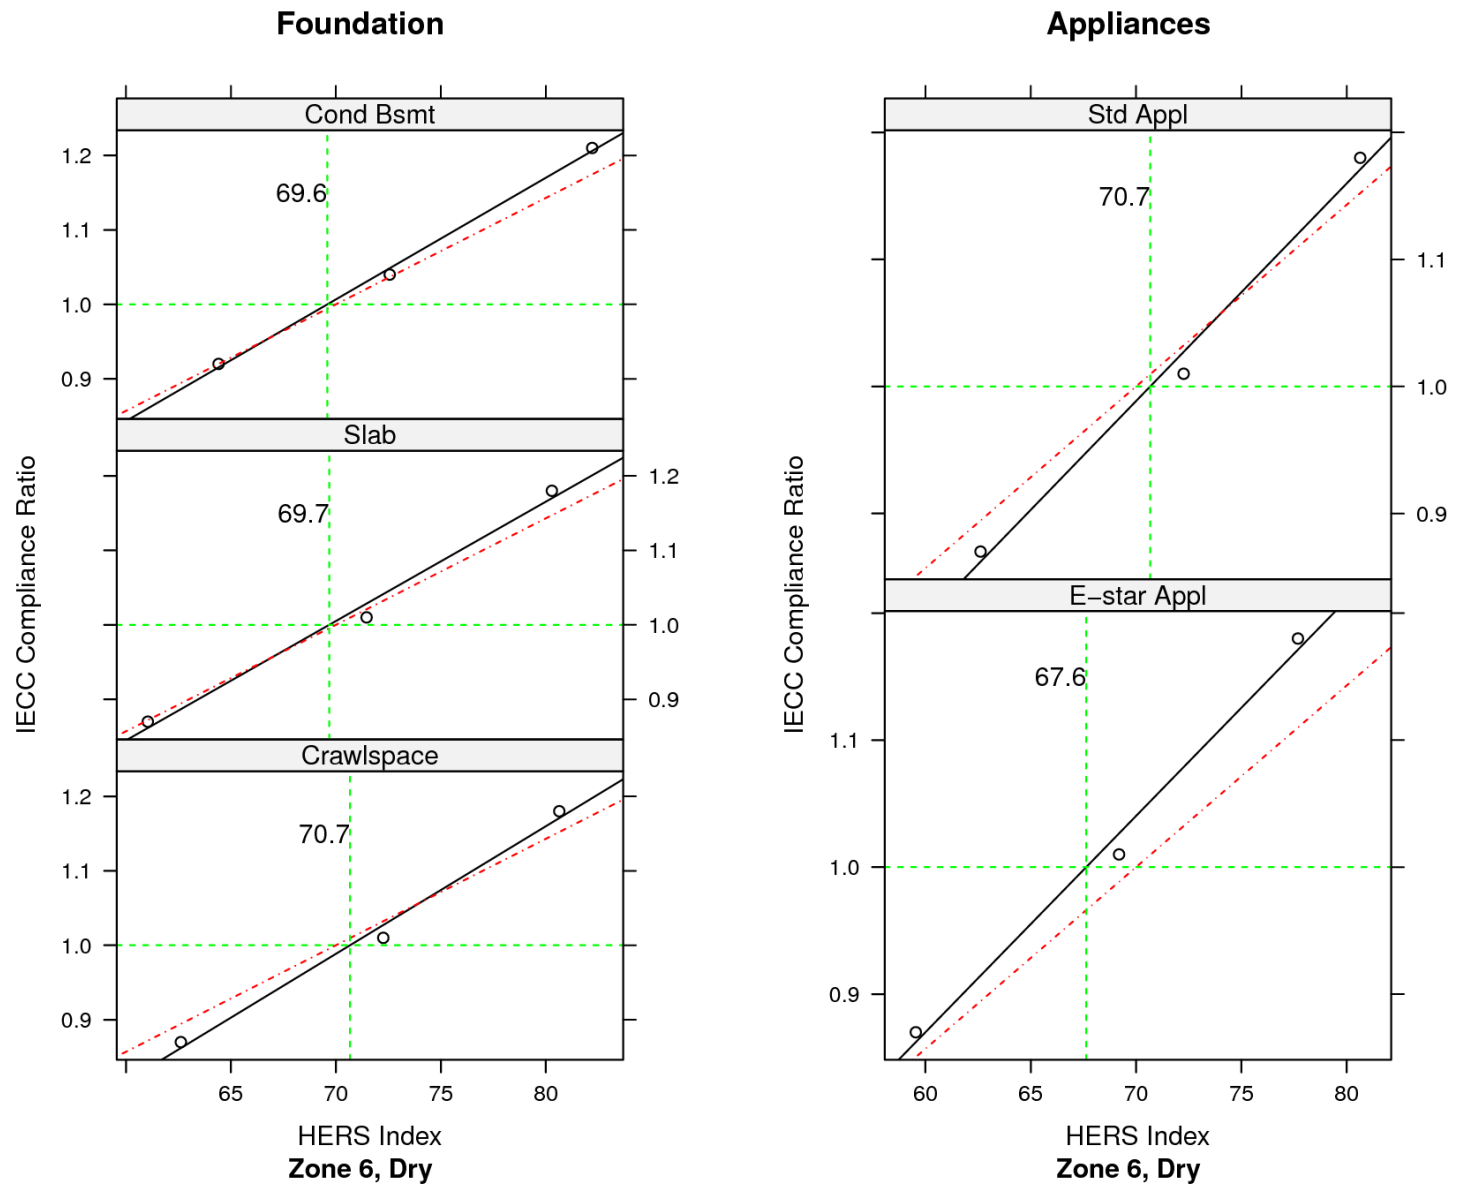 Foundation
Cond Bsmt
1.2
69.6
1.1
1.0
0.9
Slab
1.2
69.7
1.1
1.0
0.9
Crawlspace
1.2
70.7
1.1
1.0
0.9
IECC Compliance Ratio
65 70 75 80
HERS Index
Zone 6, Dry
Appliances
Std Appl
70.7
1.1
1.0
0.9
E−star Appl
67.6
1.1
1.0
0.9
IECC Compliance Ratio
60 65 70 75 80
HERS Index
Zone 6, Dry